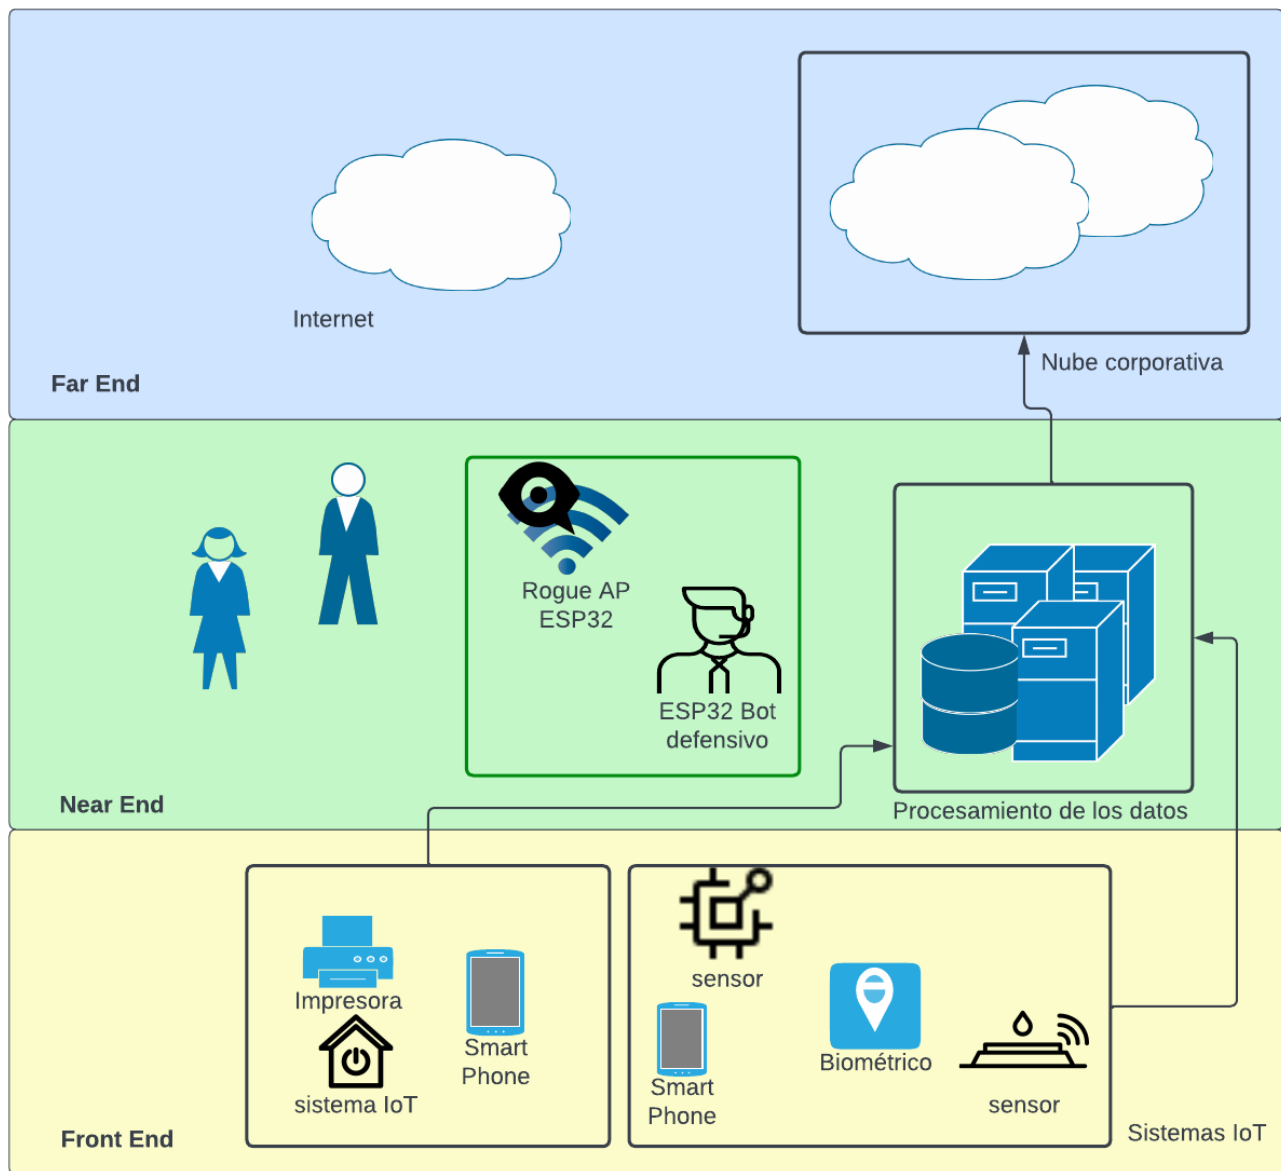 Internet
Nube corporativa
Far End
Rogue AP
ESP32
ESP32 Bot
defensivo
Near End
Procesamiento de los datos
Impresora
Smart
Phone
sistema IoT
sensor
Smart
Phone
Biométrico
sensor
Front End
Sistemas IoT